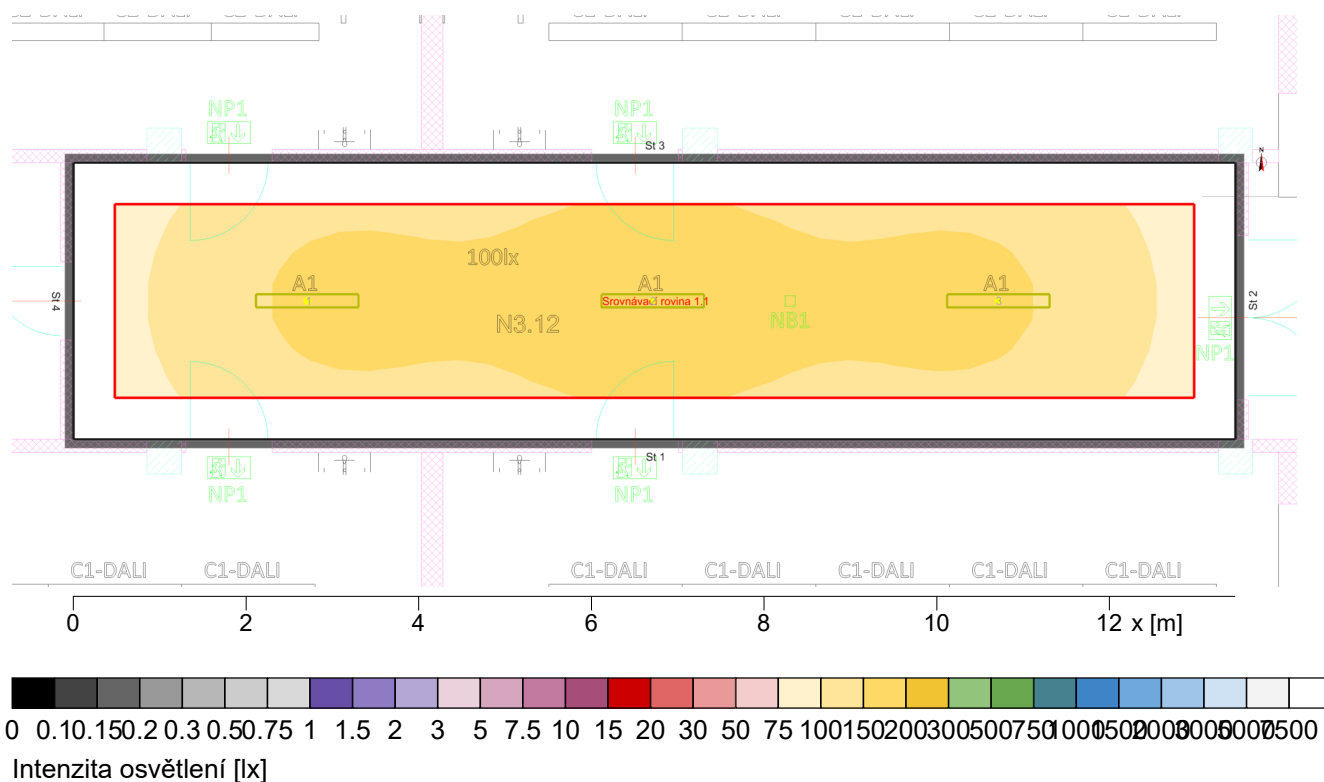 NP1 NP1
St 3
N
100lx
A1 A1 A1
1 Srovnávací rovina 1.1 2 3
St 4 St 2
N3.12 NB1
NP1
St 1
NP1 NP1
C1-DALI C1-DALI C1-DALI C1-DALI C1-DALI C1-DALI C1-DALI
0 2 4 6 8 10 12 x [m]
0 0.1 0.15 0.2 0.3 0.5 0.75 1 1.5 2 3 5 7.5 10 15 20 30 50 75 100 150 200 300 500 750 1000 1500 2000 3000 5000 7500
Intenzita osvětlení [lx]